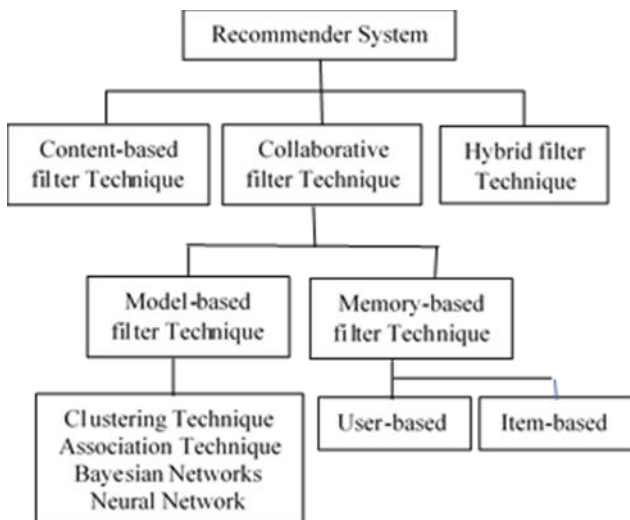 Recommender System
Content-based
filter Technique
Collaborative
filter Technique
Hybrid filter
Technique
Model-based
filter Technique
Memory-based
filter Technique
Clustering Technique
Association Technique
Bayesian Networks
Neural Network
User-based
Item-based